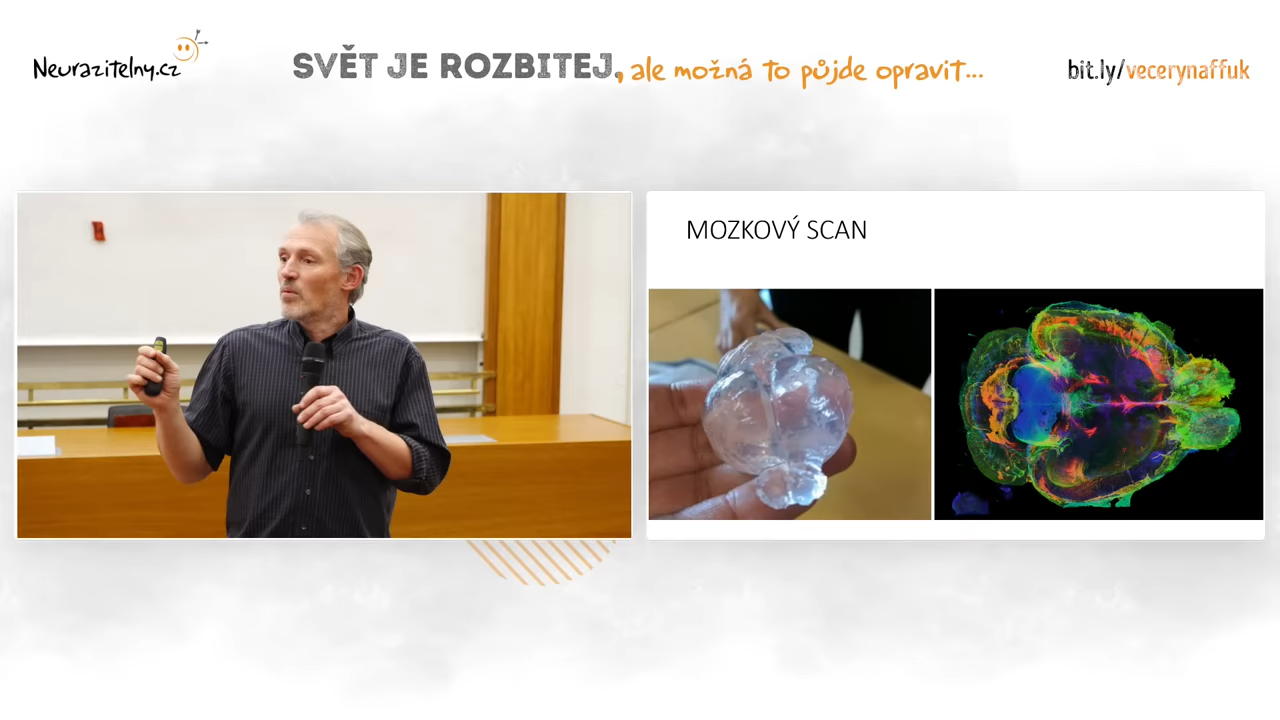 Neurazitelny.cz
SVĚT JE ROZBITEJ, ale možná to půjde opravit...
bit.ly/vecerynaffuk
MOZKOVÝ SCAN